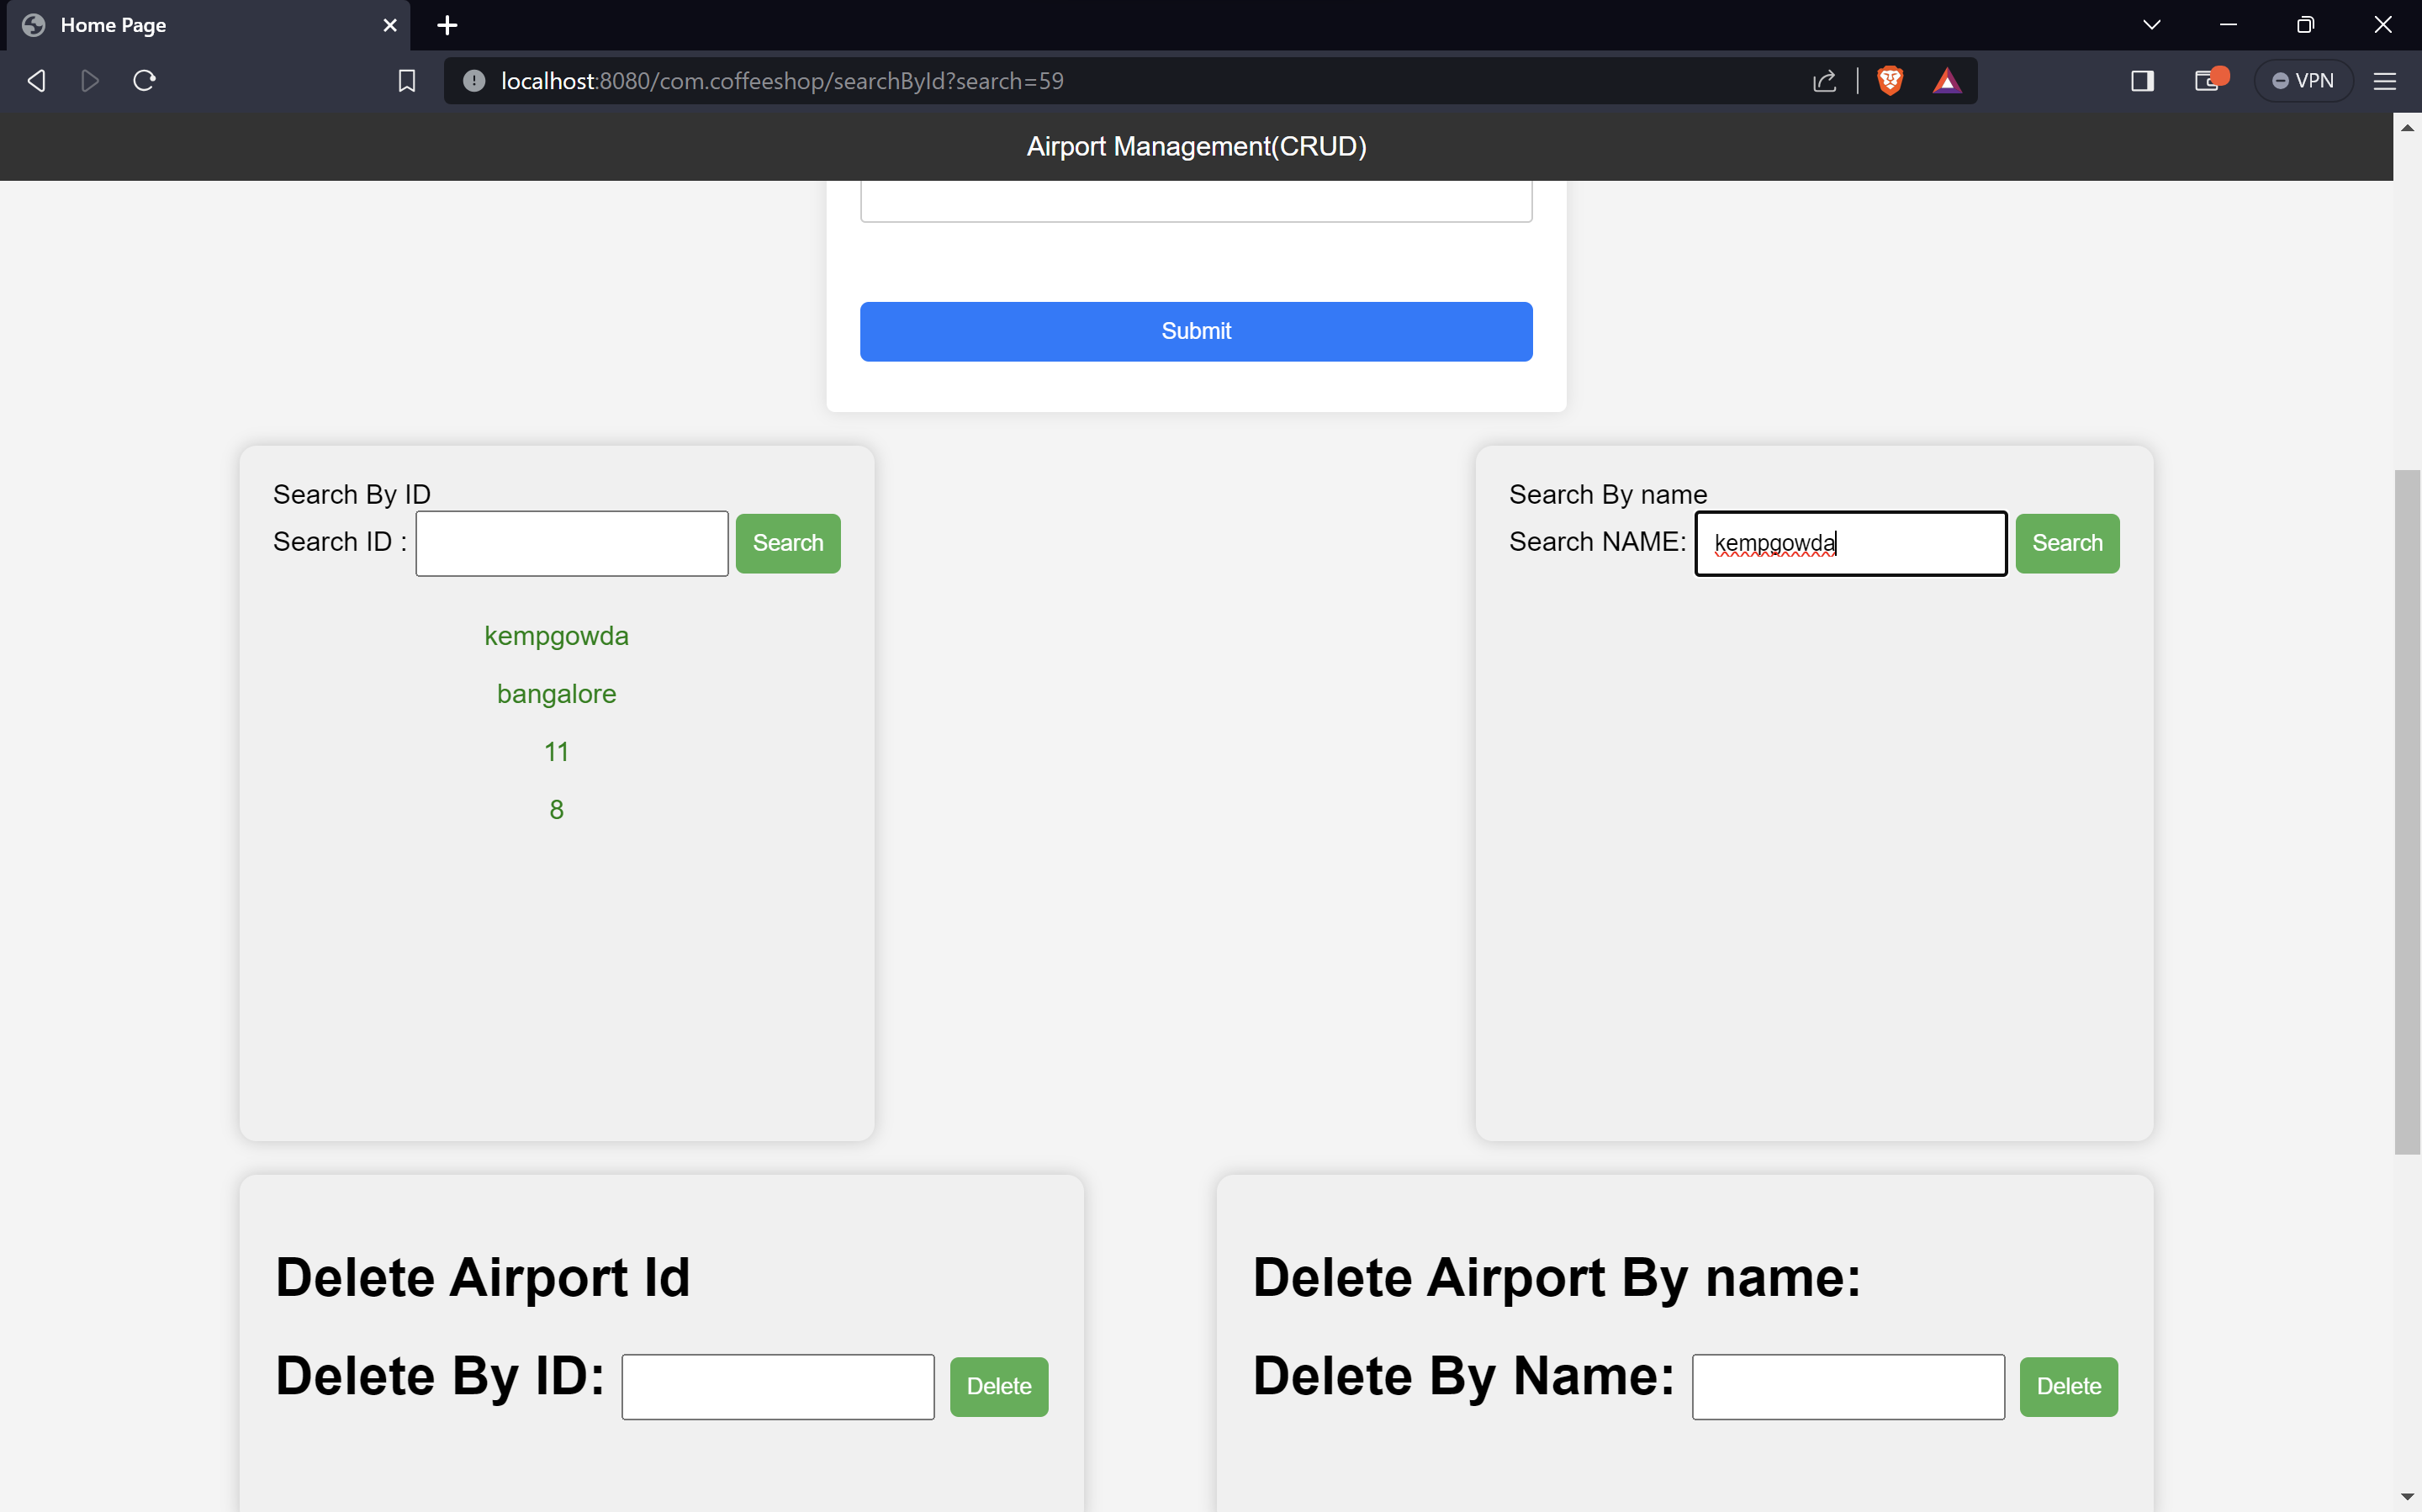 Home Page
localhost:8080/com.coffeeshop/searchById?search=59
VPN
Airport Management(CRUD)
Submit
Search By ID
Search ID :
Search
kempgowda
bangalore
11
8
Search By name
Search NAME:
kempgowda
Search
Delete Airport Id
Delete By ID:
Delete
Delete Airport By name:
Delete By Name:
Delete